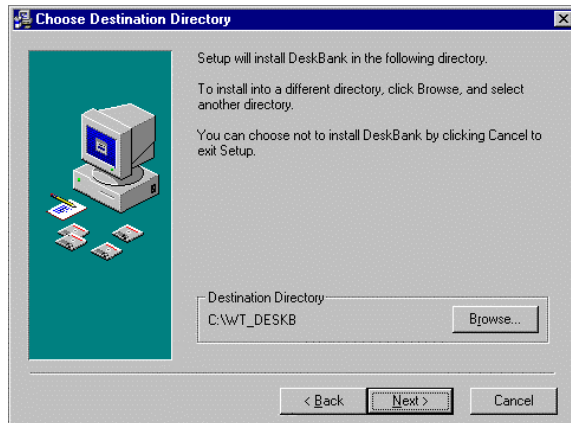 Choose Destination Directory
Setup will install DeskBank in the following directory.
To install into a different directory, click Browse, and select
another directory.
You can choose not to install DeskBank by clicking Cancel to
exit Setup.
Destination Directory
C:\WT_DESKB
Browse...
< Back
Next >
Cancel